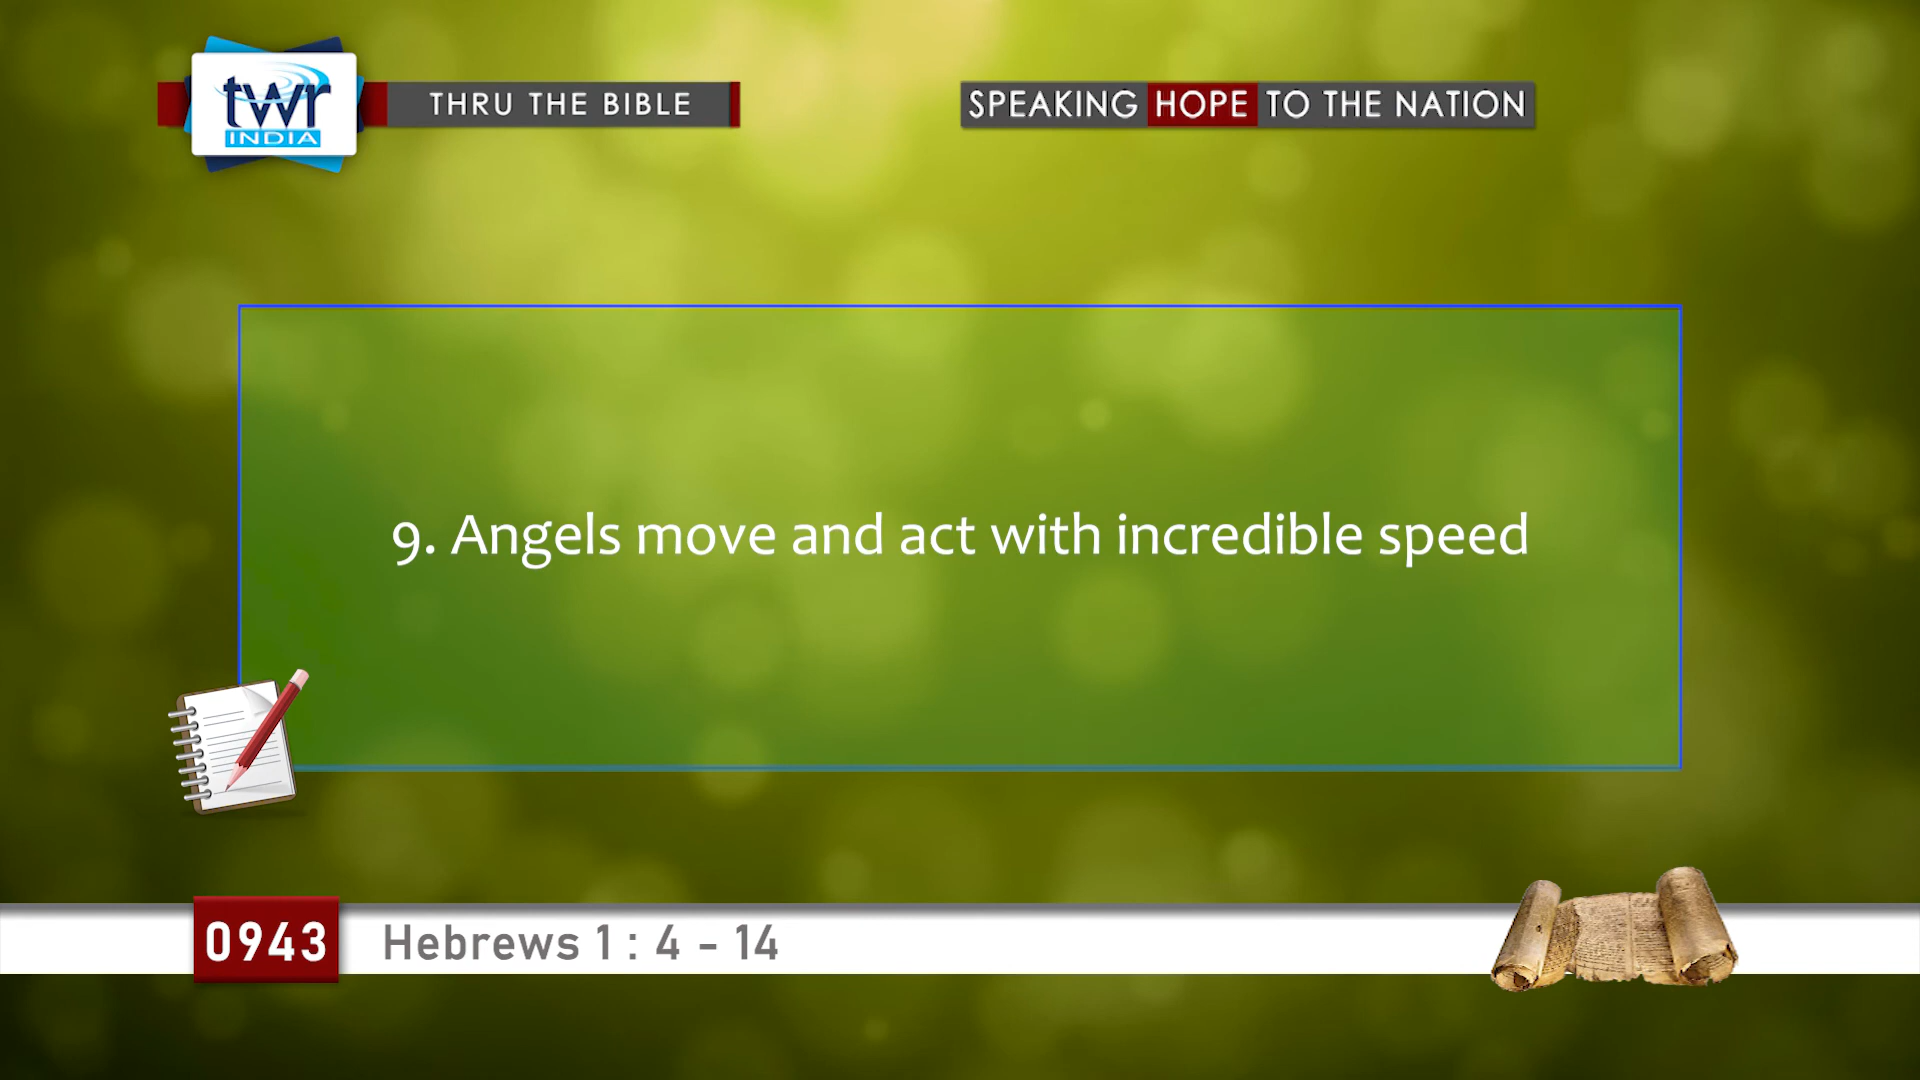 twr
INDIA
THRU THE BIBLE
SPEAKING HOPE TO THE NATION
9. Angels move and act with incredible speed
0943
Hebrews 1 : 4 - 14